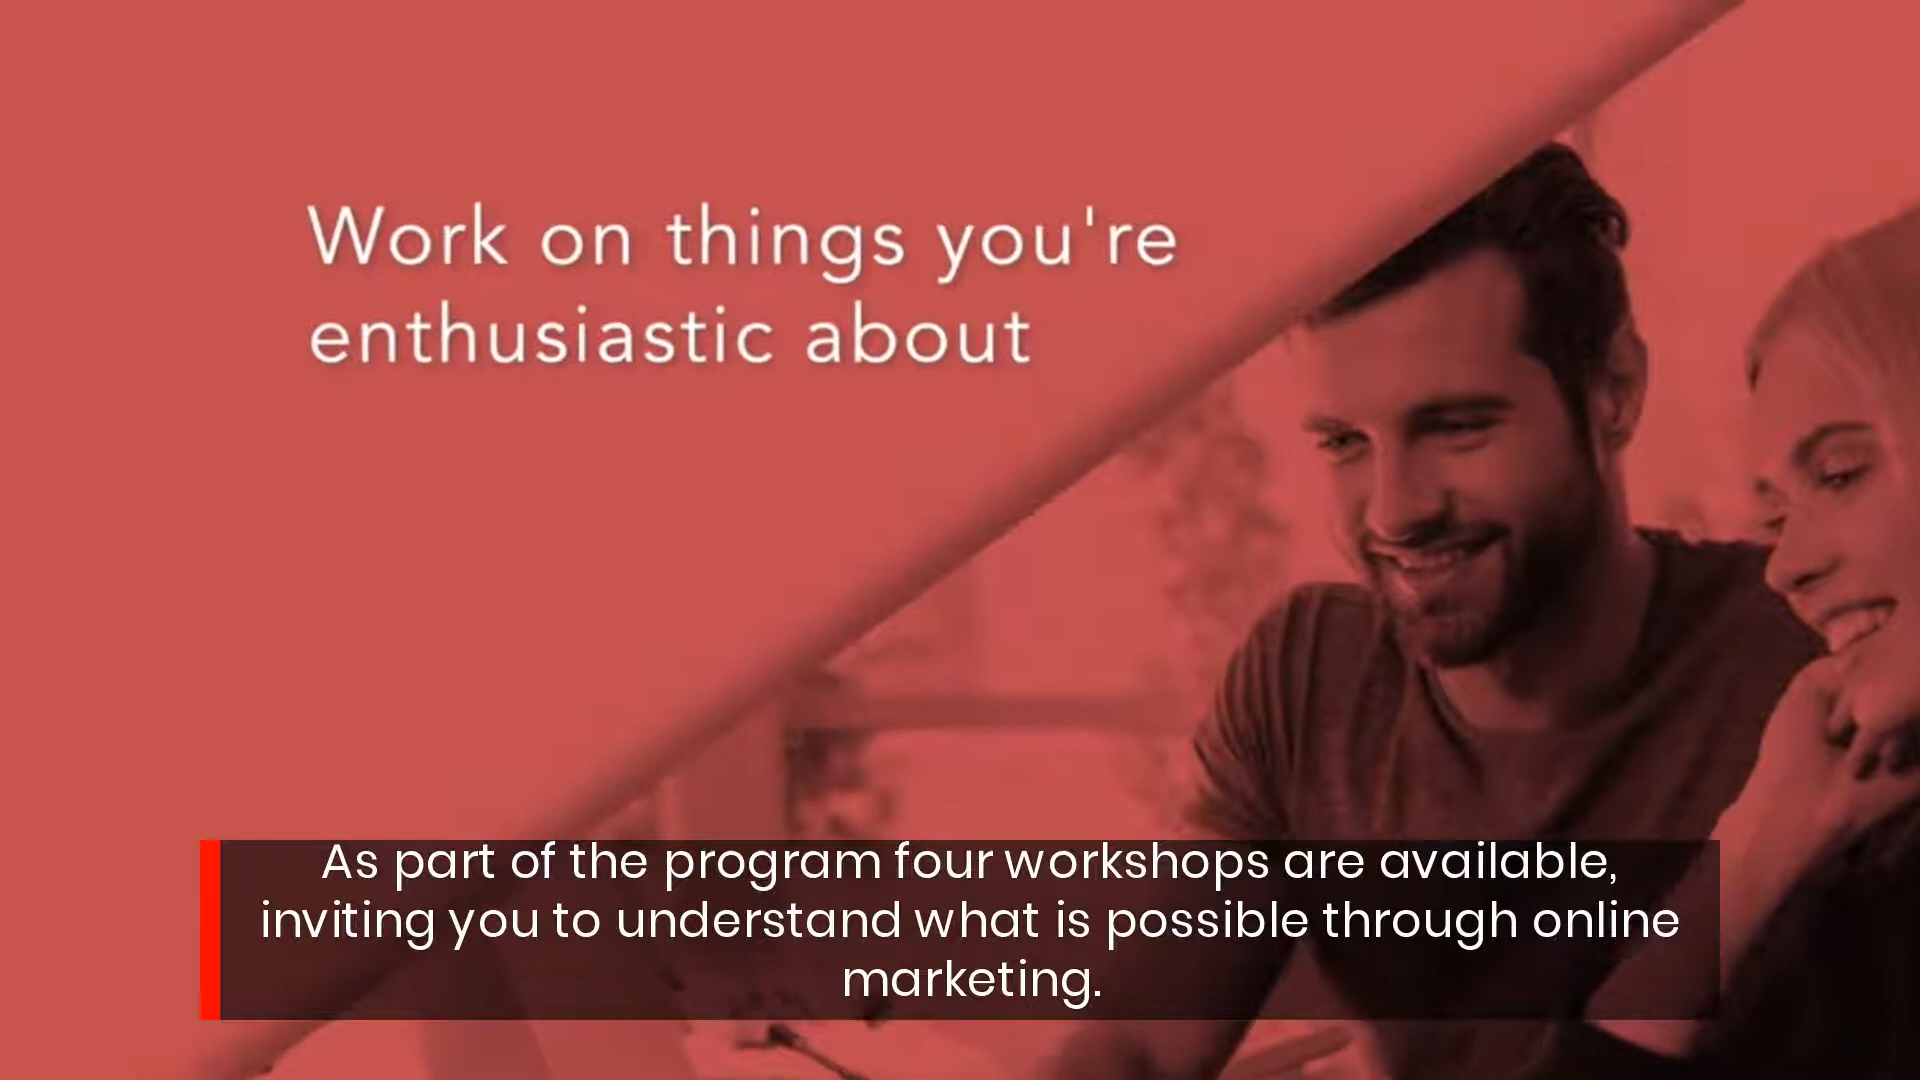 Work on things you're
enthusiastic about
As part of the program four workshops are available,
inviting you to understand what is possible through online
marketing.